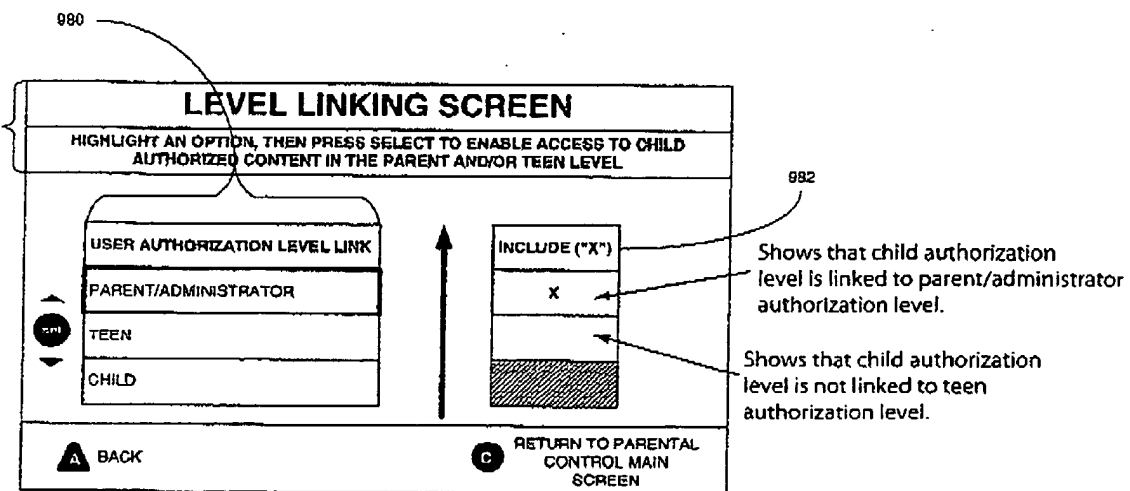 980
LEVEL LINKING SCREEN
HIGHLIGHT AN OPTION, THEN PRESS SELECT TO ENABLE ACCESS TO CHILD
AUTHORIZED CONTENT IN THE PARENT AND/OR TEEN LEVEL
982
USER AUTHORIZATION LEVEL LINK
INCLUDE ("X")
PARENT/ADMINISTRATOR
X
TEEN
CHILD
Shows that child authorization
level is linked to parent/administrator
authorization level.
Shows that child authorization
level is not linked to teen
authorization level.
A BACK
C RETURN TO PARENTAL
CONTROL MAIN
SCREEN